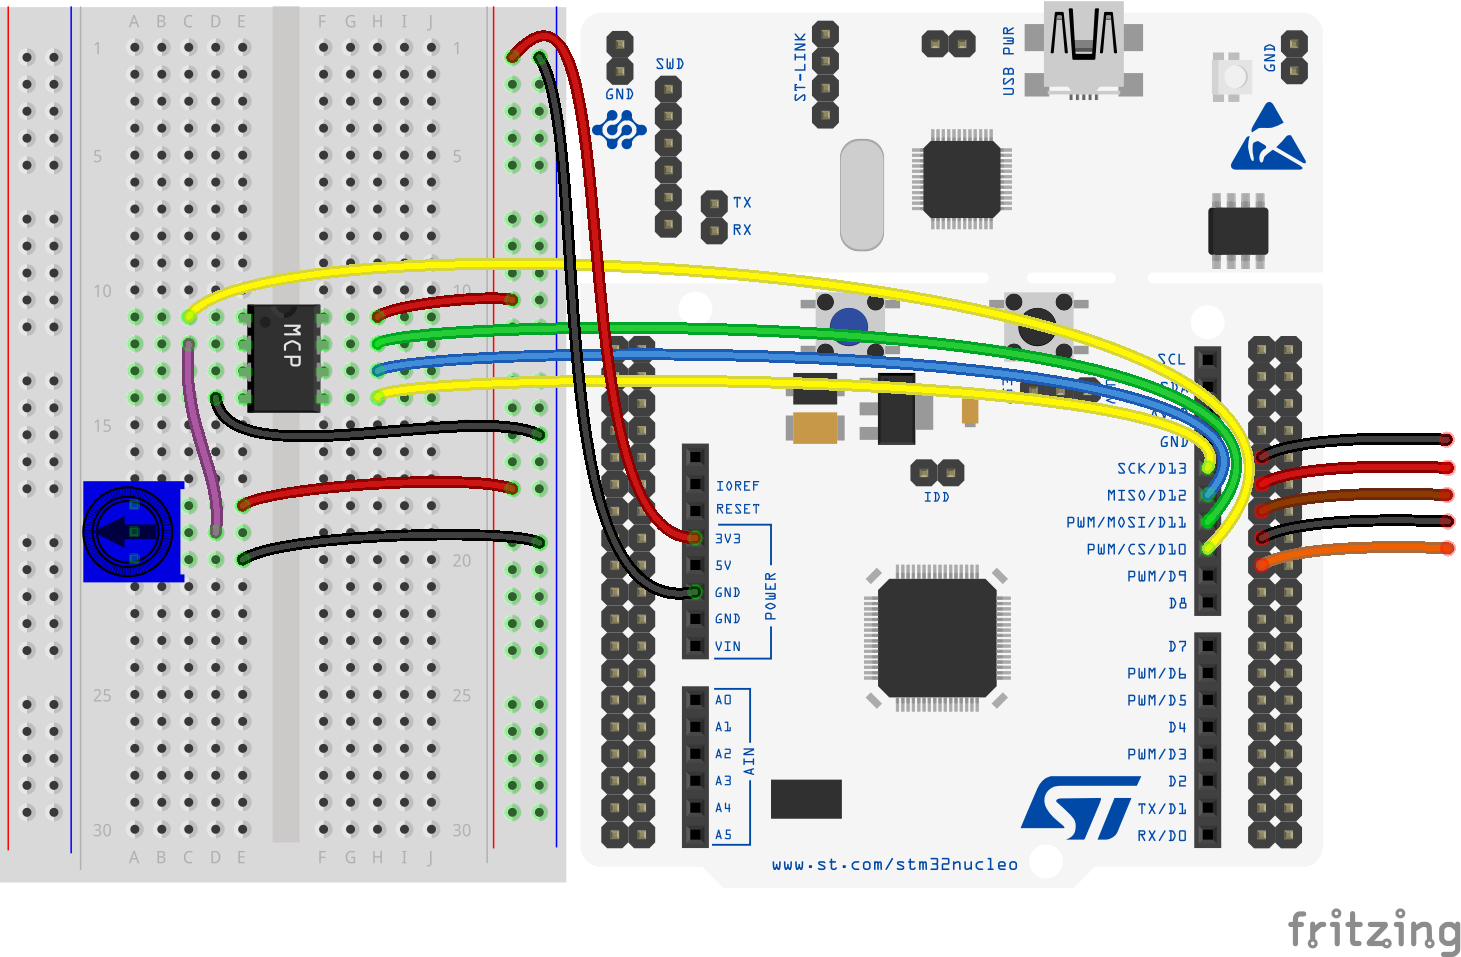 A B C D E F G H I J
1 1
5 5
10 10
15
20 20
25 25
30 30
A B C D E F G H I J
MCP
GND
SWD
ST-LINK
USB PWR
GND
TX
RX
SCL
GND
SCK/D13
MISO/D12
PWM/MOSI/D11
PWM/CS/D10
PWM/D9
D8
IDD
IOREF
RESET
3V3
5V
GND
GND
VIN
POWER
D7
PWM/D6
PWM/D5
D4
PWM/D3
D2
TX/D1
RX/D0
A0
A1
A2
A3
A4
A5
AIN
ST
www.st.com/stm32nucleo
fritzing